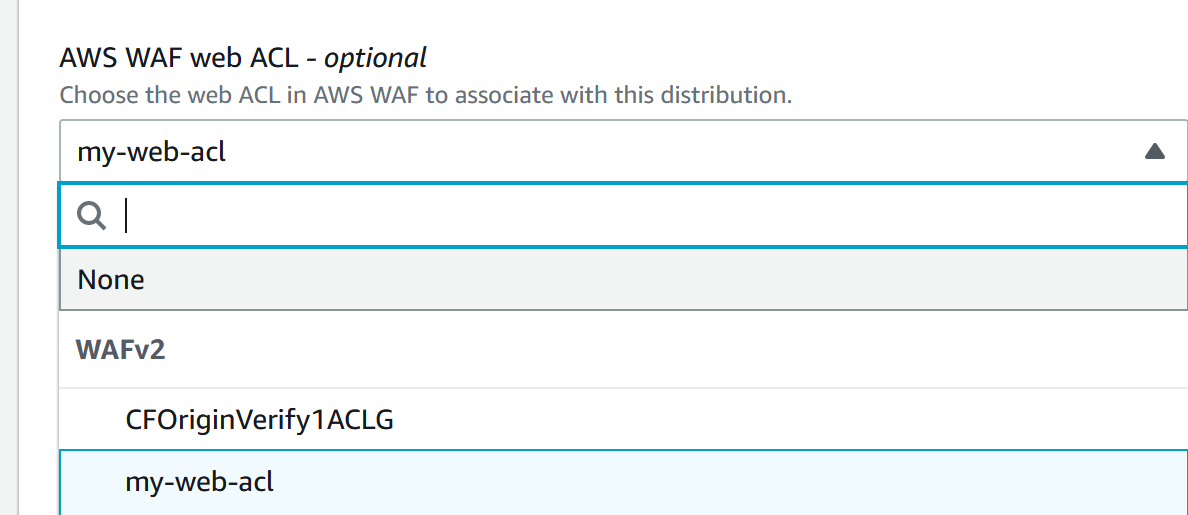 AWS WAF web ACL - optional
Choose the web ACL in AWS WAF to associate with this distribution.
my-web-acl
None
WAFv2
CFOriginVerify1ACLG
my-web-acl